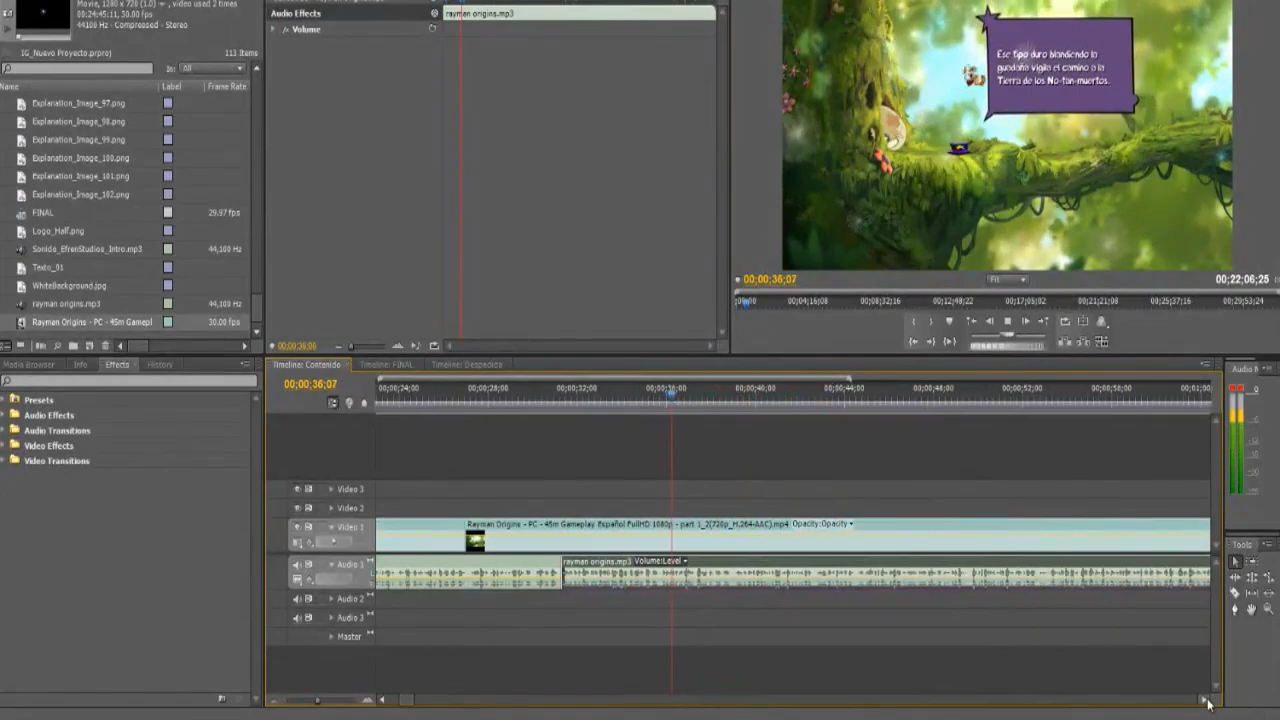 Movie, 1280 x 720 (1.0)
, video used 2 times
00:24:45:11, 30.00 fps
44100 Hz - Compressed - Stereo
IG_Nuevo Proyecto.prproj
113 Items
In: All
Name
Label
Frame Rate
Explanation_Image_97.png
Explanation_Image_98.png
Explanation_Image_99.png
Explanation_Image_100.png
Explanation_Image_101.png
Explanation_Image_102.png
FINAL
29.97 fps
Logo_Half.png
Sonido_EfrenStudios_Intro.mp3
44,100 Hz
Texto_01
WhiteBackground.jpg
rayman origins.mp3
44,100 Hz
Rayman Origins - PC - 45m Gamepl
30.00 fps
Audio Effects
rayman origins.mp3
fx Volume
00;00;36;06
Ese tipo duro blandiendo la
guadaña vigila el camino a la
Tierra de los No-tan-muertos.
00;00;36;07
Fit
00;22;06;25
00;04;16;08
00;08;32;16
00;12;48;22
00;17;05;02
00;21;21;08
00;25;37;16
00;29;53;24
Media Browser
Info
Effects
History
Presets
Audio Effects
Audio Transitions
Video Effects
Video Transitions
Timeline: Contenido
Timeline: FINAL
Timeline: Despedida
00;00;36;07
00;00;24;00
00;00;28;00
00;00;32;00
00;00;36;00
00;00;40;00
00;00;44;00
00;00;48;00
00;00;52;00
00;00;56;00
00;01;00
Video 3
Video 2
Video 1
Rayman Origins - PC - 45m Gameplay Español FullHD 1080p - part 1_2(720p_H.264-AAC).mp4 Opacity:Opacity
Audio 1
rayman origins.mp3 Volume:Level
Audio 2
Audio 3
Master
Audio M
0
Tools